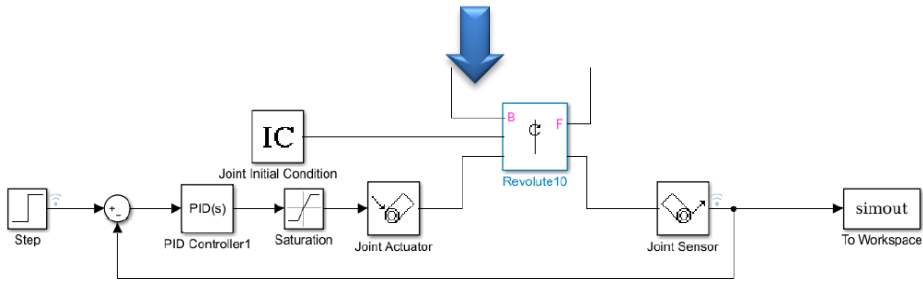 B
F
IC
Joint Initial Condition
Revolute10
PID(s)
simout
Step
PID Controller1
Saturation
Joint Actuator
Joint Sensor
To Workspace